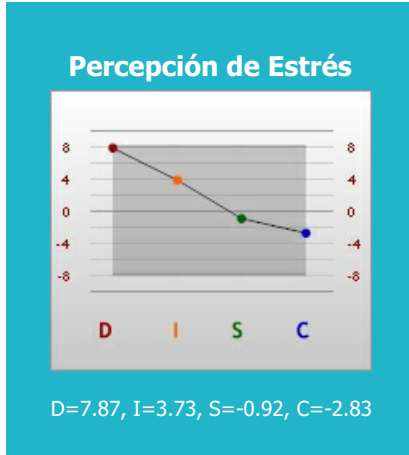 Percepción de Estrés
8 8
4 4
0 0
-4 -4
-8 -8
D I S C
D=7.87, I=3.73, S=-0.92, C=-2.83